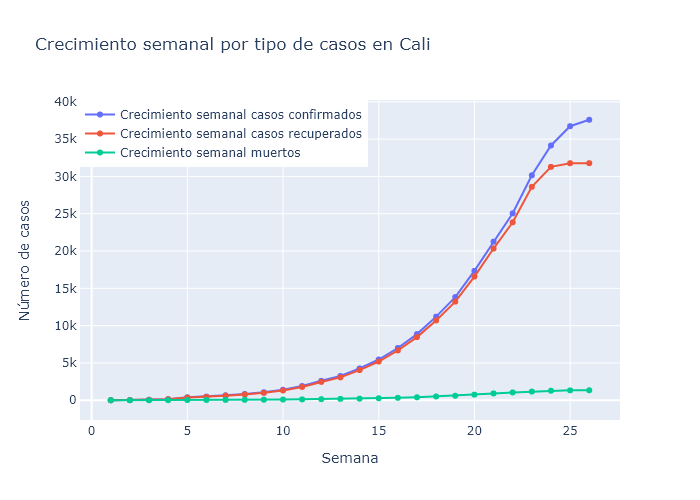 Crecimiento semanal por tipo de casos en Cali
40k
35k
30k
25k
20k
15k
10k
5k
0
Crecimiento semanal casos confirmados
Crecimiento semanal casos recuperados
Crecimiento semanal muertos
Número de casos
0
5
10
15
20
25
Semana